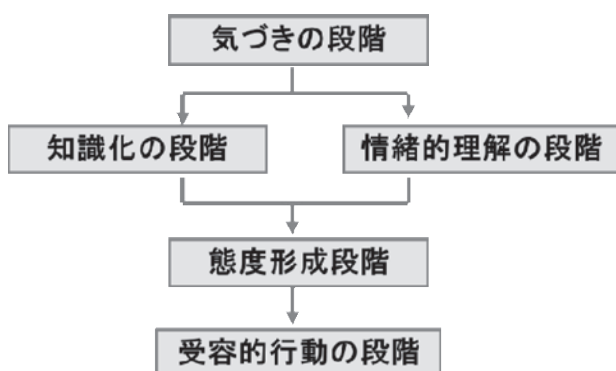 気づきの段階
知識化の段階
情緒的理解の段階
態度形成段階
受容的行動の段階